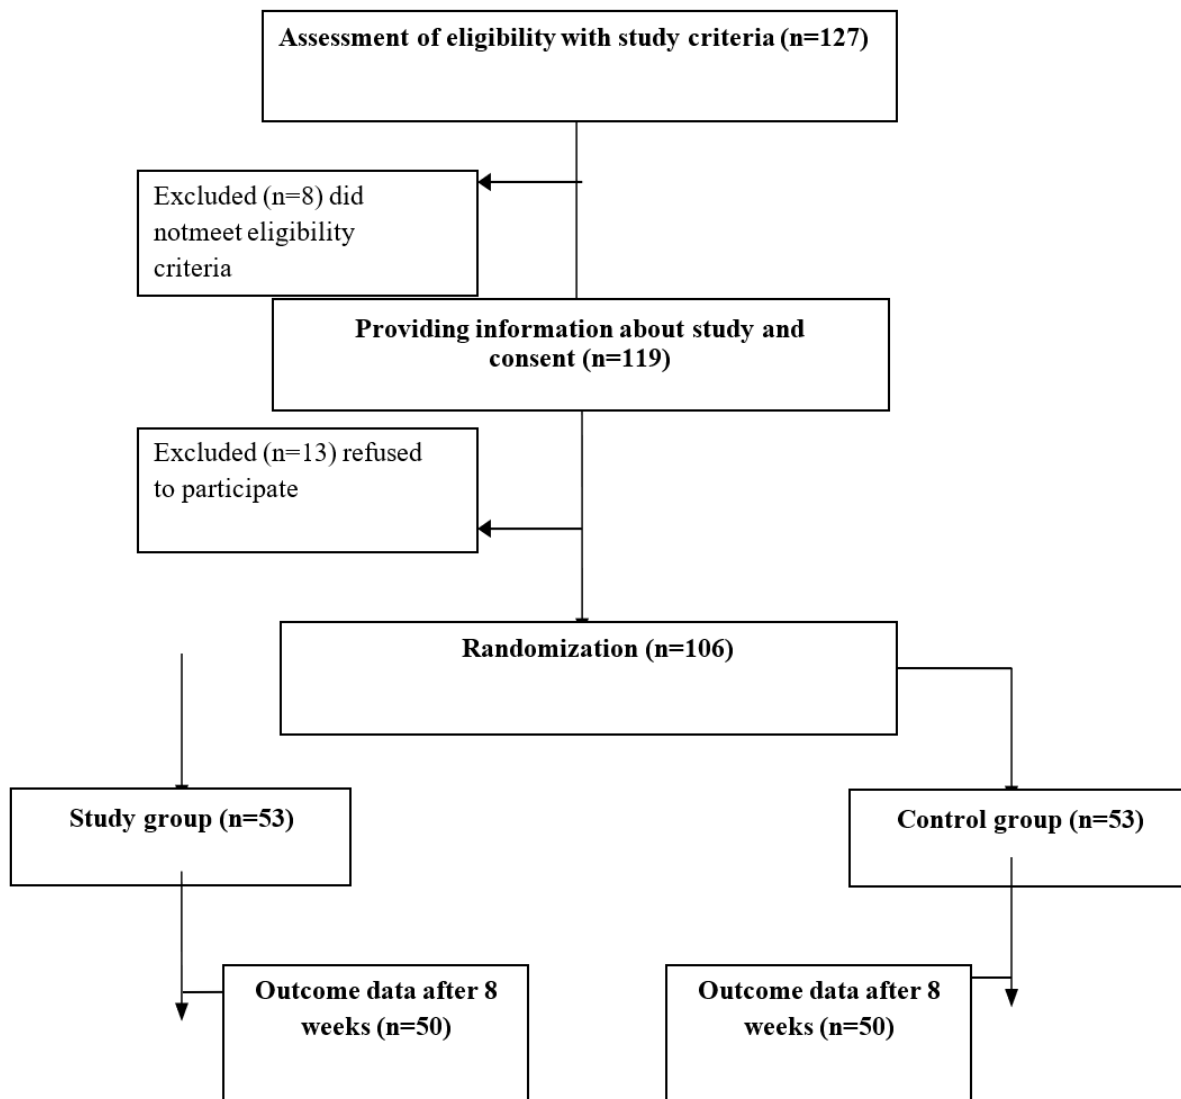 Assessment of eligibility with study criteria (n=127)
Excluded (n=8) did
notmeet eligibility
criteria
Providing information about study and
consent (n=119)
Excluded (n=13) refused
to participate
Randomization (n=106)
Study group (n=53)
Control group (n=53)
Outcome data after 8
weeks (n=50)
Outcome data after 8
weeks (n=50)